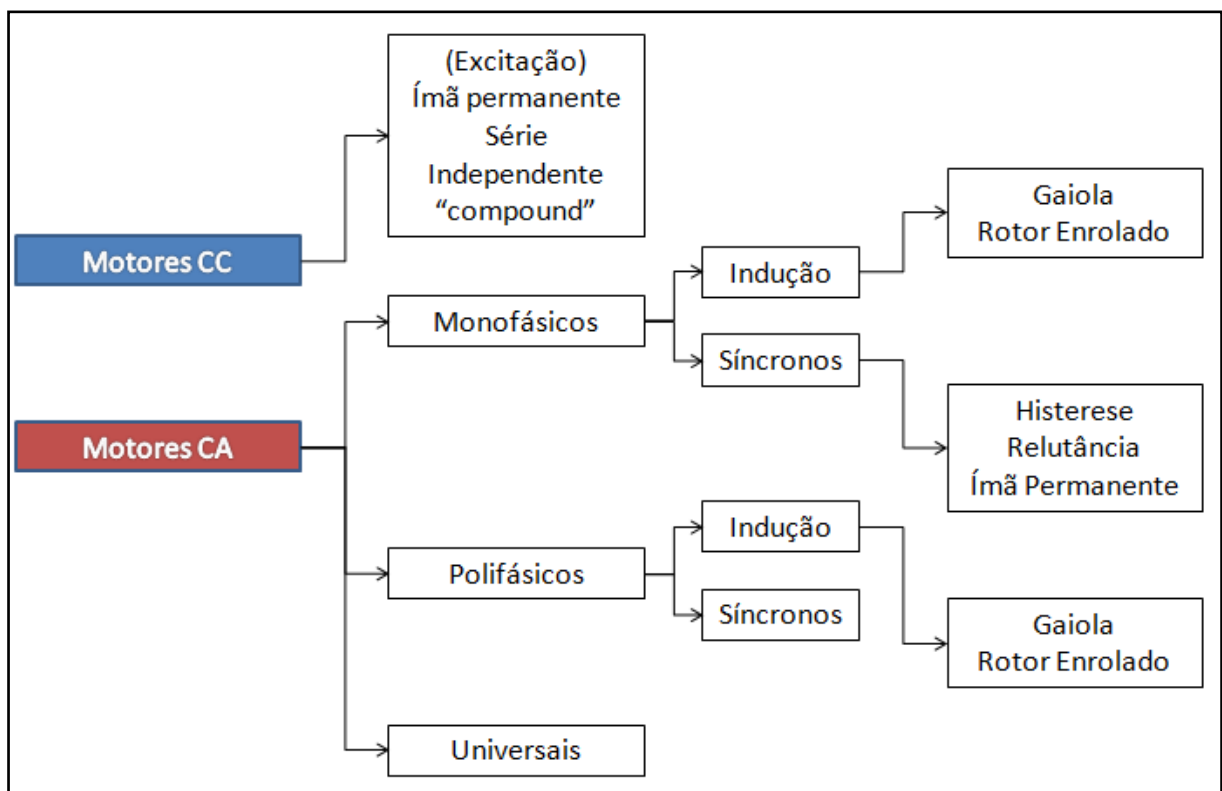 (Excitação)
Ímã permanente
Série
Independente
“compound”
Motores CC
Gaiola
Rotor Enrolado
Indução
Monofásicos
Síncronos
Histerese
Relutância
Ímã Permanente
Motores CA
Indução
Polifásicos
Síncronos
Gaiola
Rotor Enrolado
Universais